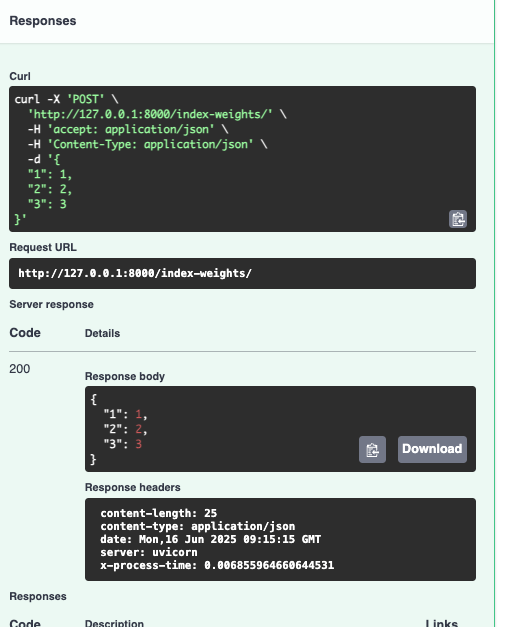 Responses
Curl
curl -X 'POST' \
  'http://127.0.0.1:8000/index-weights/' \
  -H 'accept: application/json' \
  -H 'Content-Type: application/json' \
  -d '{
  "1": 1,
  "2": 2,
  "3": 3
}'
Request URL
http://127.0.0.1:8000/index-weights/
Server response
Code Details
200
Response body
{
  "1": 1,
  "2": 2,
  "3": 3
}
Download
Response headers
content-length: 25
content-type: application/json
date: Mon,16 Jun 2025 09:15:15 GMT
server: uvicorn
x-process-time: 0.006855964660644531
Responses
Code Description Links